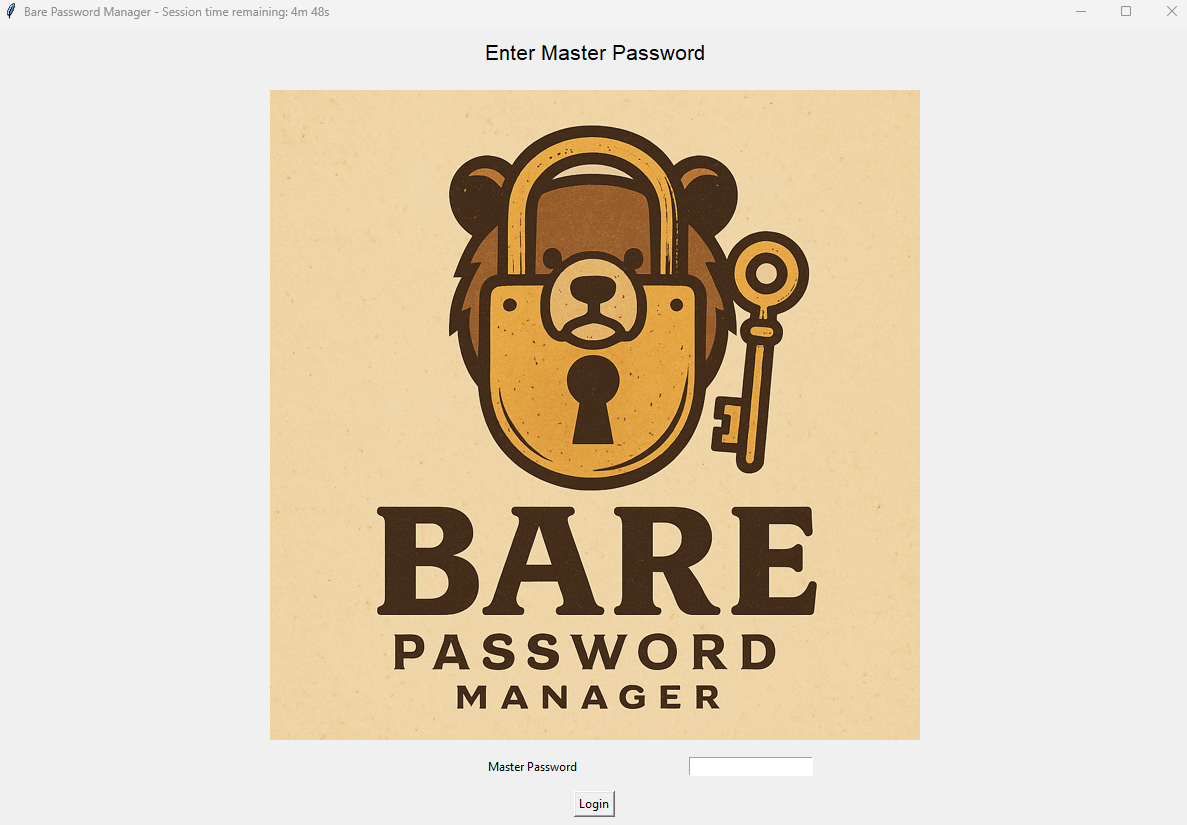 Bare Password Manager - Session time remaining: 4m 48s
Enter Master Password
BARE
PASSWORD
MANAGER
Master Password
Login